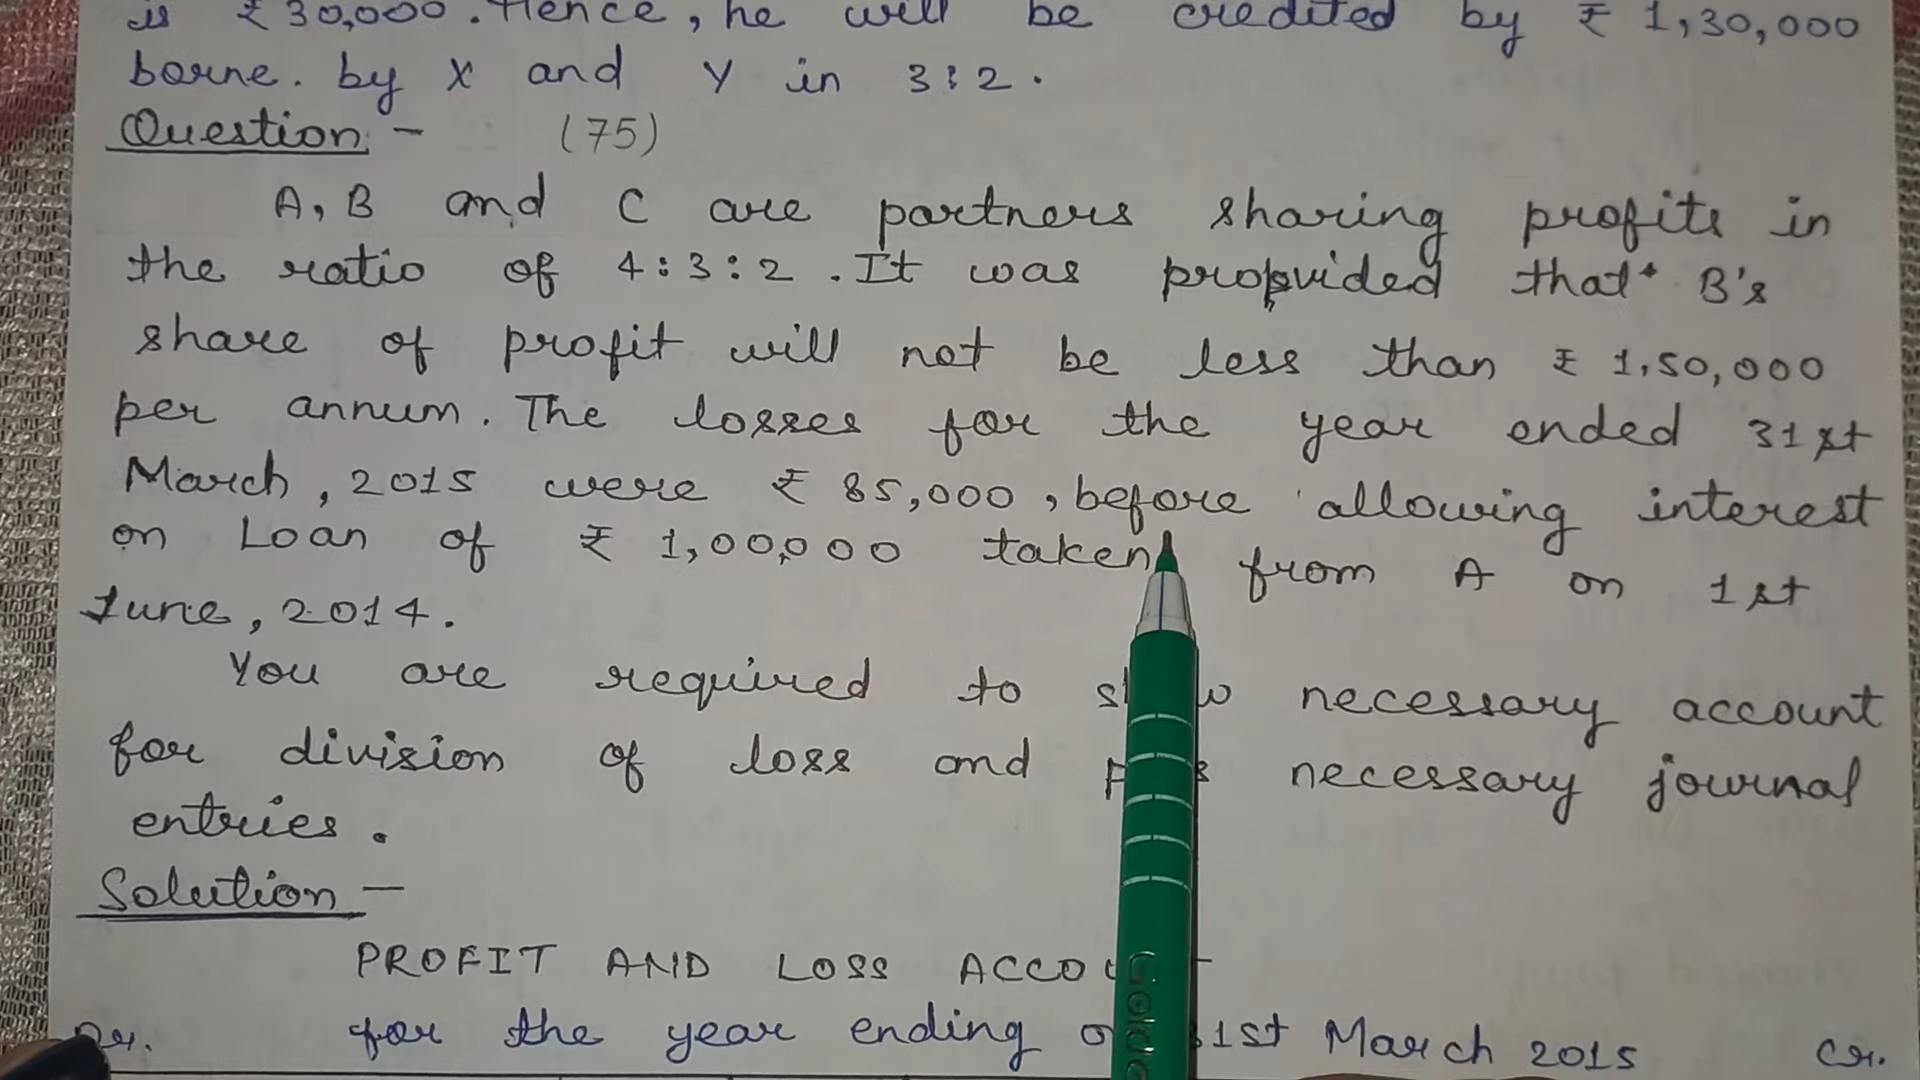 is ₹ 30,000. Hence, he will be credited by ₹ 1,30,000
borne. by X and Y in 3:2.
Question - (75)
A, B and C are partners sharing profits in
the ratio of 4:3:2. It was propvided that B's
share of profit will not be less than ₹ 1,50,000
per annum. The losses for the year ended 31st
March, 2015 were ₹ 85,000, before allowing interest
on Loan of ₹ 1,00,000 taken from A on 1st
June, 2014.
You are required to necessary account
for division of loss and necessary journal
entries.
Solution -
PROFIT AND LOSS ACCO
Dr. for the year ending 31st March 2015 Cr.
Gold